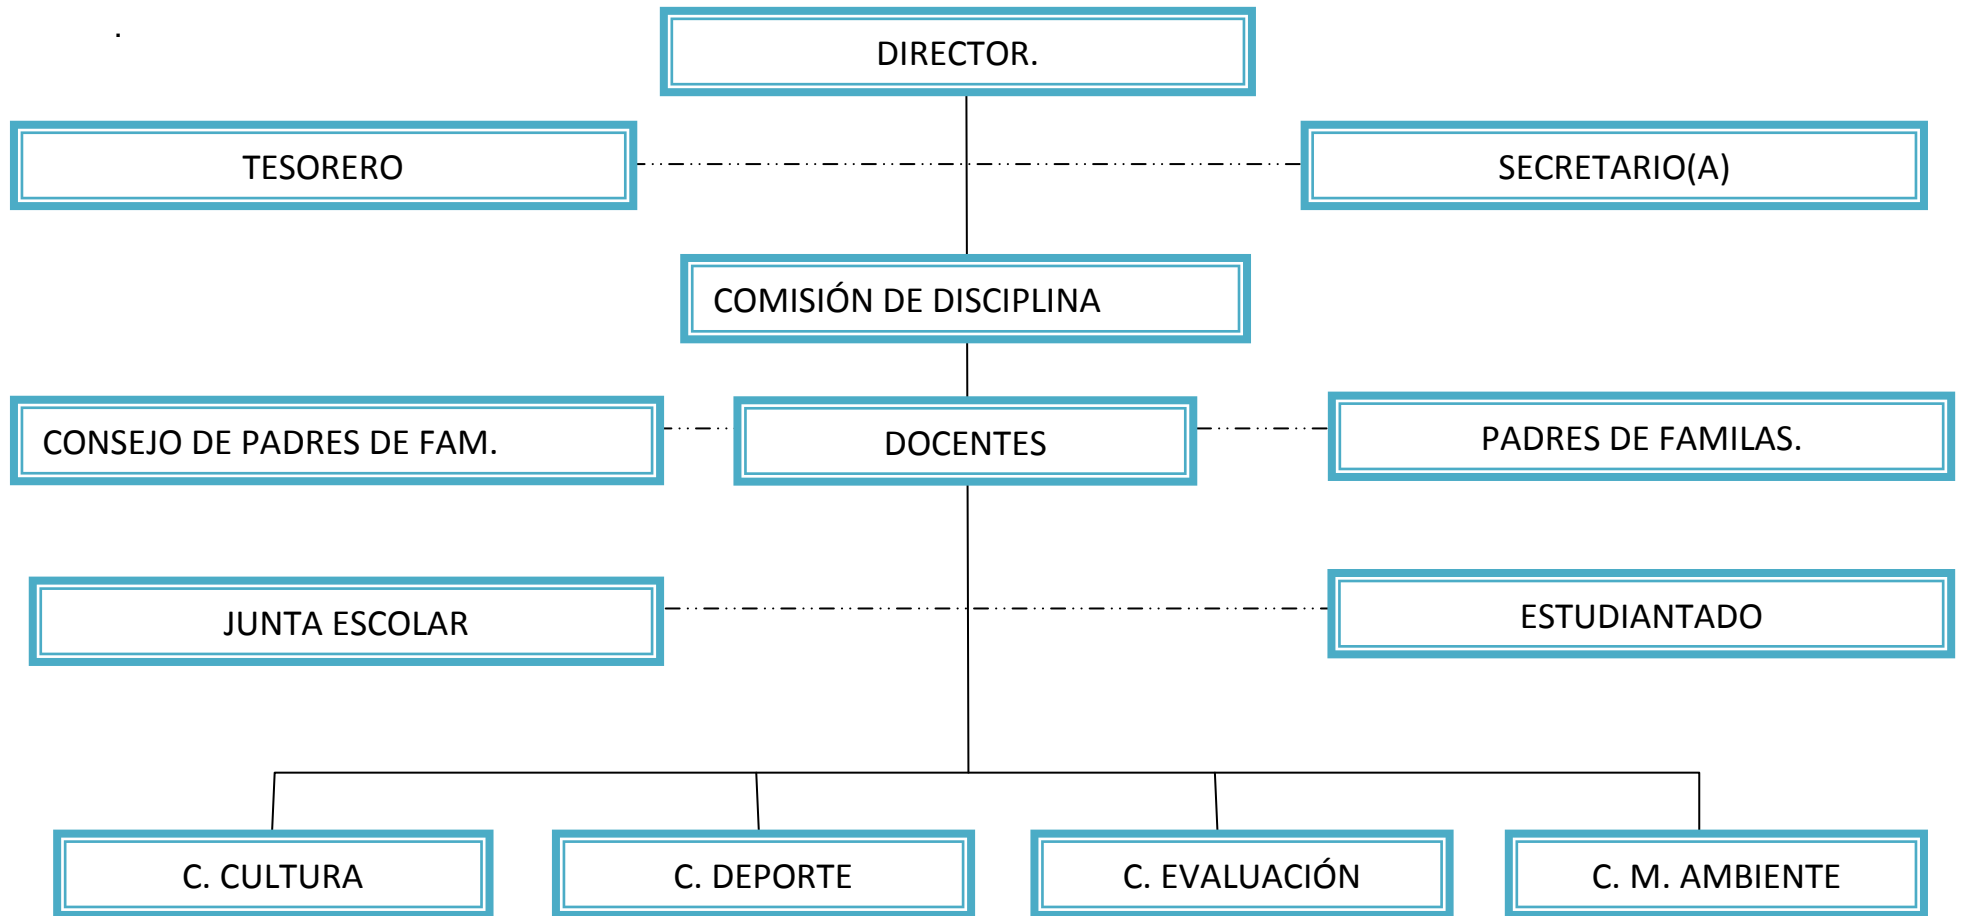 .
DIRECTOR.
TESORERO
SECRETARIO(A)
COMISIÓN DE DISCIPLINA
CONSEJO DE PADRES DE FAM.
DOCENTES
PADRES DE FAMILAS.
JUNTA ESCOLAR
ESTUDIANTADO
C. CULTURA
C. DEPORTE
C. EVALUACIÓN
C. M. AMBIENTE